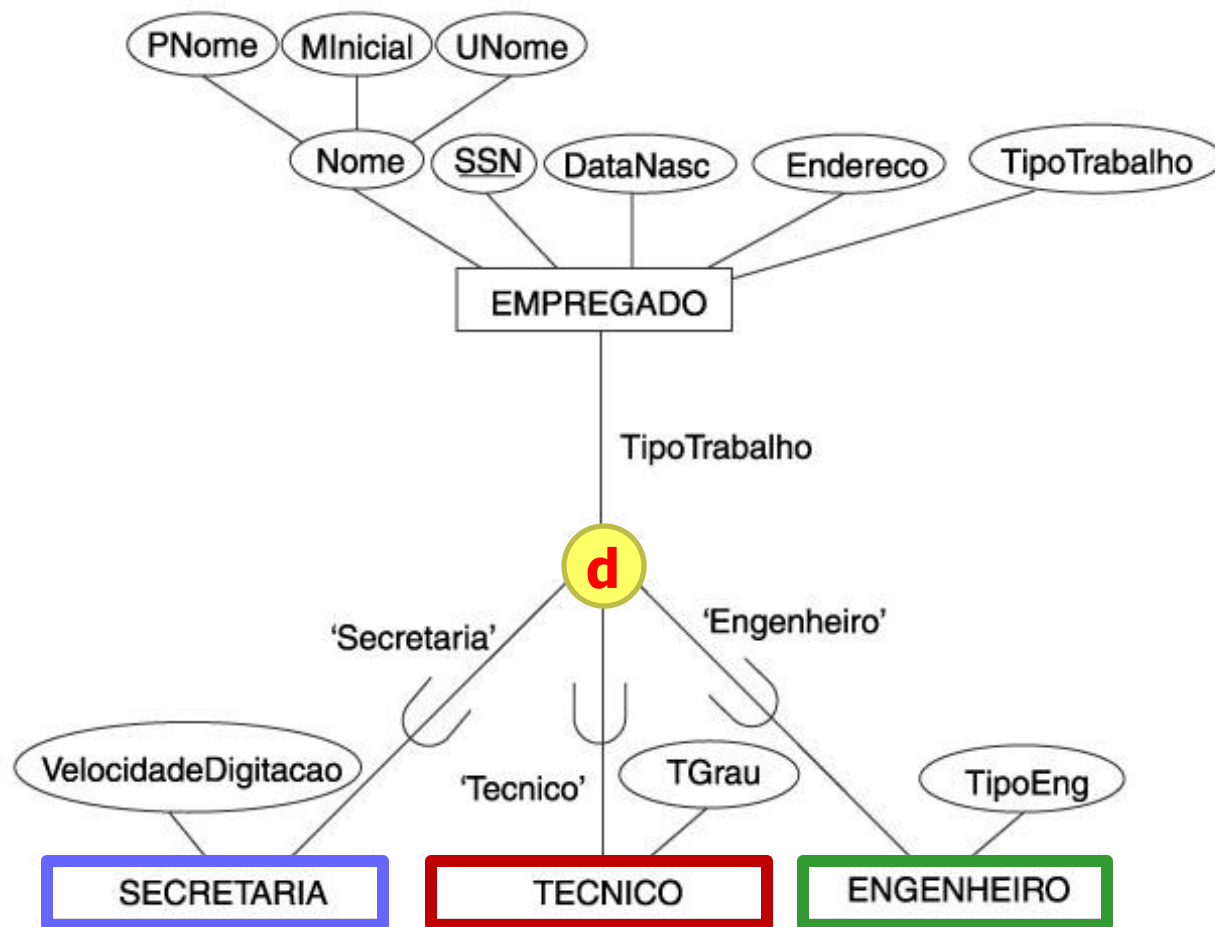 PNome MInicial UNome
Nome SSN DataNasc Endereco TipoTrabalho
EMPREGADO
TipoTrabalho
d
'Secretaria' 'Engenheiro'
VelocidadeDigitacao 'Tecnico' TGrau TipoEng
SECRETARIA TECNICO ENGENHEIRO